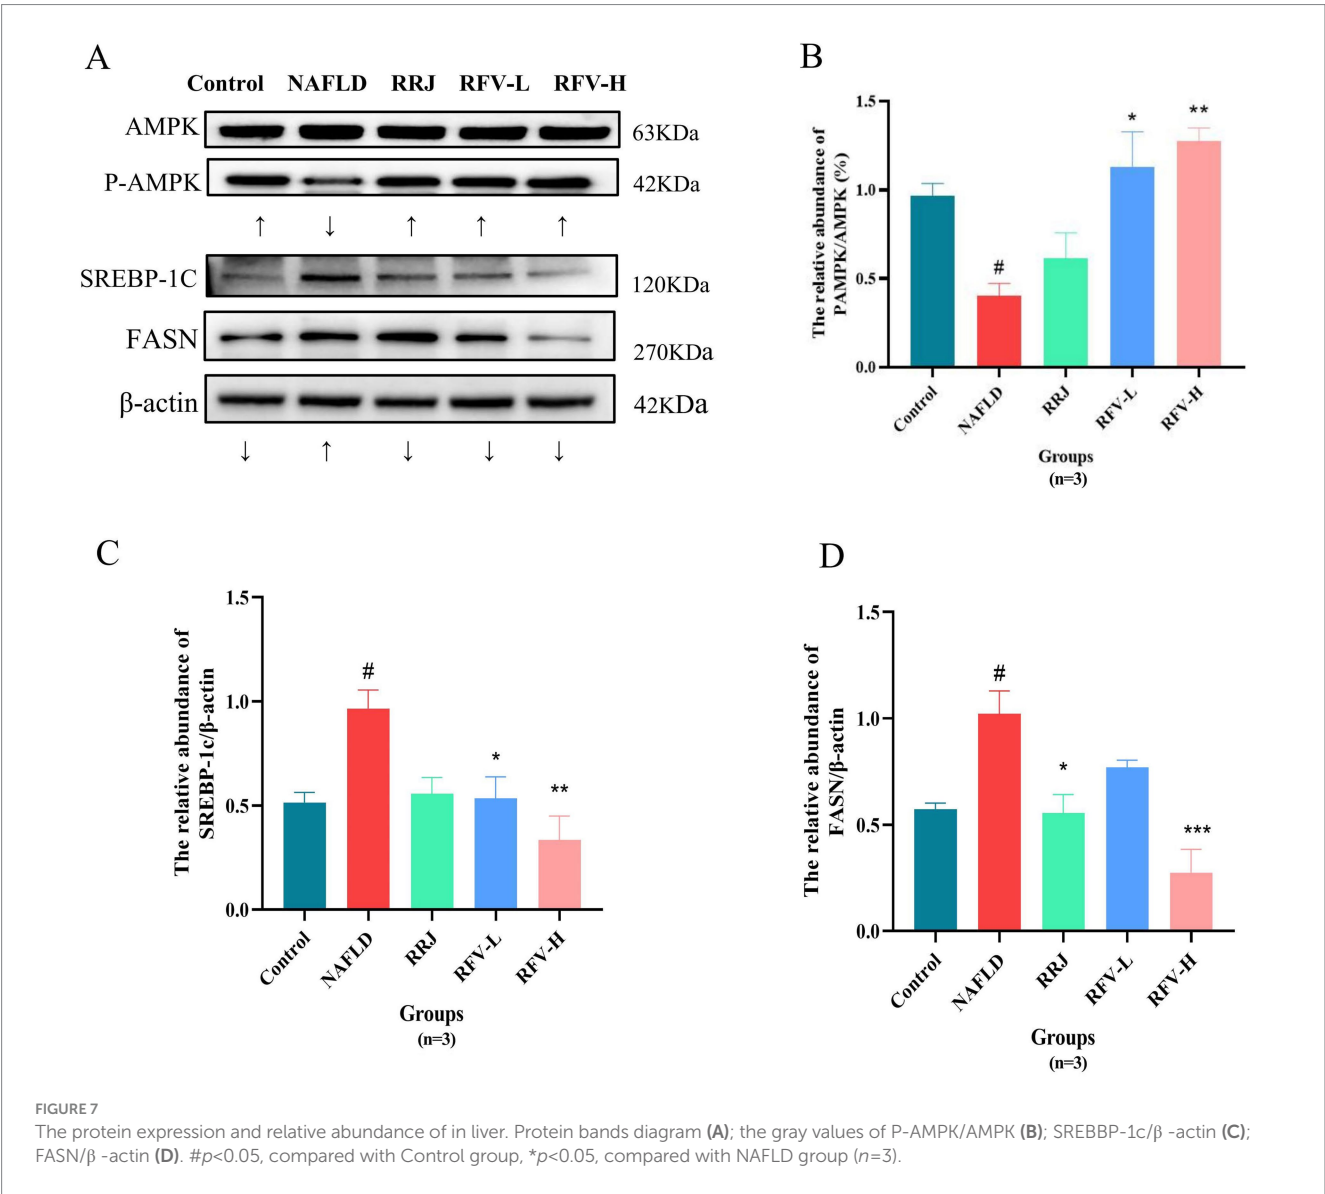 A
Control NAFLD RRJ RFV-L RFV-H
AMPK 63KDa
P-AMPK 42KDa
↑ ↓ ↑ ↑ ↑
SREBP-1C 120KDa
FASN 270KDa
β-actin 42KDa
↓ ↑ ↓ ↓ ↓
B
The relative abundance of
PAMPK/AMPK (%)
1.5
1.0
0.5
0.0
# * **
Control NAFLD RRJ RFV-L RFV-H
Groups
(n=3)
C
The relative abundance of
SREBP-1c/β-actin
1.5
1.0
0.5
0.0
# * **
Control NAFLD RRJ RFV-L RFV-H
Groups
(n=3)
D
The relative abundance of
FASN/β-actin
1.5
1.0
0.5
0.0
# * ***
Control NAFLD RRJ RFV-L RFV-H
Groups
(n=3)
FIGURE 7
The protein expression and relative abundance of in liver. Protein bands diagram (A); the gray values of P-AMPK/AMPK (B); SREBBP-1c/β -actin (C);
FASN/β -actin (D). #p<0.05, compared with Control group, *p<0.05, compared with NAFLD group (n=3).